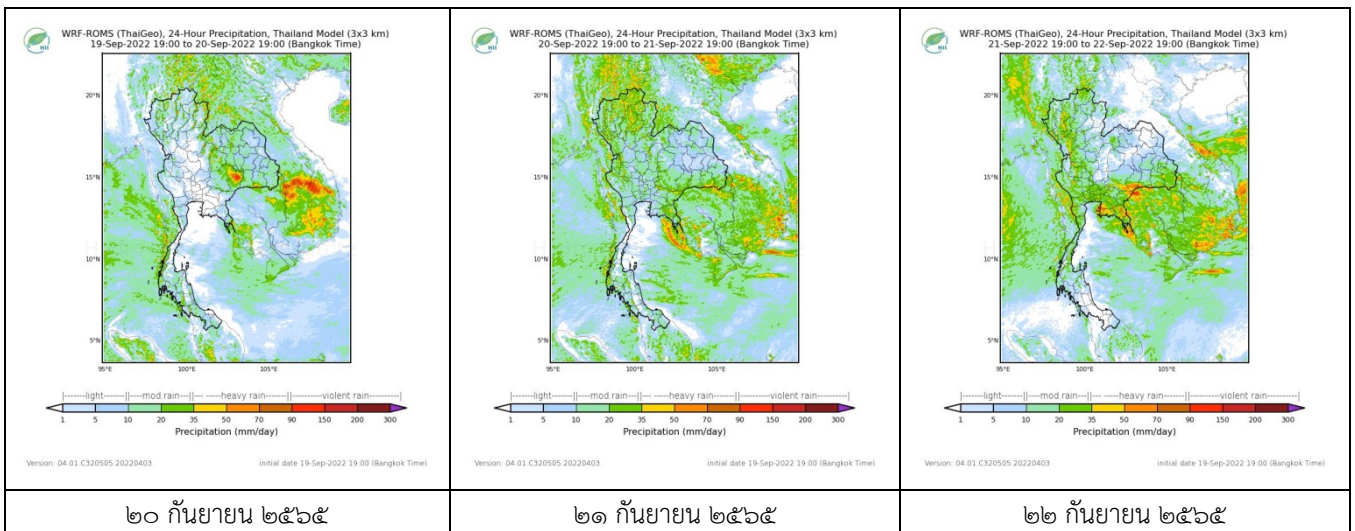 HII
WRF-ROMS (ThaiGeo), 24-Hour Precipitation, Thailand Model (3x3 km)
19-Sep-2022 19:00 to 20-Sep-2022 19:00 (Bangkok Time)
20°N
15°N
10°N
5°N
95°E 100°E 105°E
|------light---||---mod rain---||--- ---heavy rain----||------violent rain-----|
1 5 10 20 35 50 70 90 150 200 300
Precipitation (mm/day)
Version: 04.01.C320505.20220403 initial date 19-Sep-2022 19:00 (Bangkok Time)
๒๐ กันยายน ๒๕๖๕
HII
WRF-ROMS (ThaiGeo), 24-Hour Precipitation, Thailand Model (3x3 km)
20-Sep-2022 19:00 to 21-Sep-2022 19:00 (Bangkok Time)
20°N
15°N
10°N
5°N
95°E 100°E 105°E
|------light---||---mod rain---||--- ---heavy rain----||------violent rain-----|
1 5 10 20 35 50 70 90 150 200 300
Precipitation (mm/day)
Version: 04.01.C320505.20220403 initial date 19-Sep-2022 19:00 (Bangkok Time)
๒๑ กันยายน ๒๕๖๕
HII
WRF-ROMS (ThaiGeo), 24-Hour Precipitation, Thailand Model (3x3 km)
21-Sep-2022 19:00 to 22-Sep-2022 19:00 (Bangkok Time)
20°N
15°N
10°N
5°N
95°E 100°E 105°E
|------light---||---mod rain---||--- ---heavy rain----||------violent rain-----|
1 5 10 20 35 50 70 90 150 200 300
Precipitation (mm/day)
Version: 04.01.C320505.20220403 initial date 19-Sep-2022 19:00 (Bangkok Time)
๒๒ กันยายน ๒๕๖๕